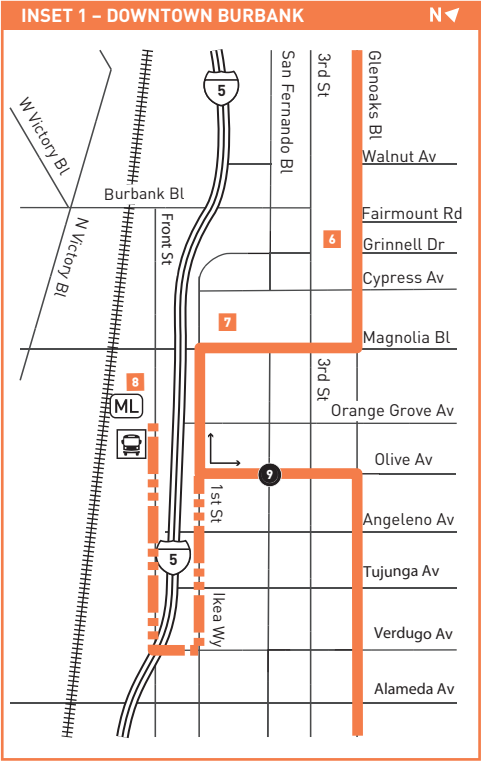 INSET 1 – DOWNTOWN BURBANK
N
5
San Fernando Bl
3rd St
Glenoaks Bl
W Victory Bl
Walnut Av
Burbank Bl
Fairmount Rd
N Victory Bl
Front St
6
Grinnell Dr
Cypress Av
7
Magnolia Bl
3rd St
8
ML
Orange Grove Av
Olive Av
9
1st St
Angeleno Av
5
Tujunga Av
Ikea Wy
Verdugo Av
Alameda Av